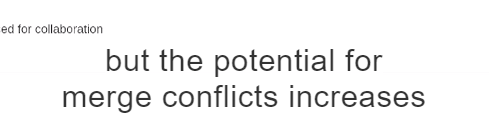 ed for collaboration
but the potential for
merge conflicts increases